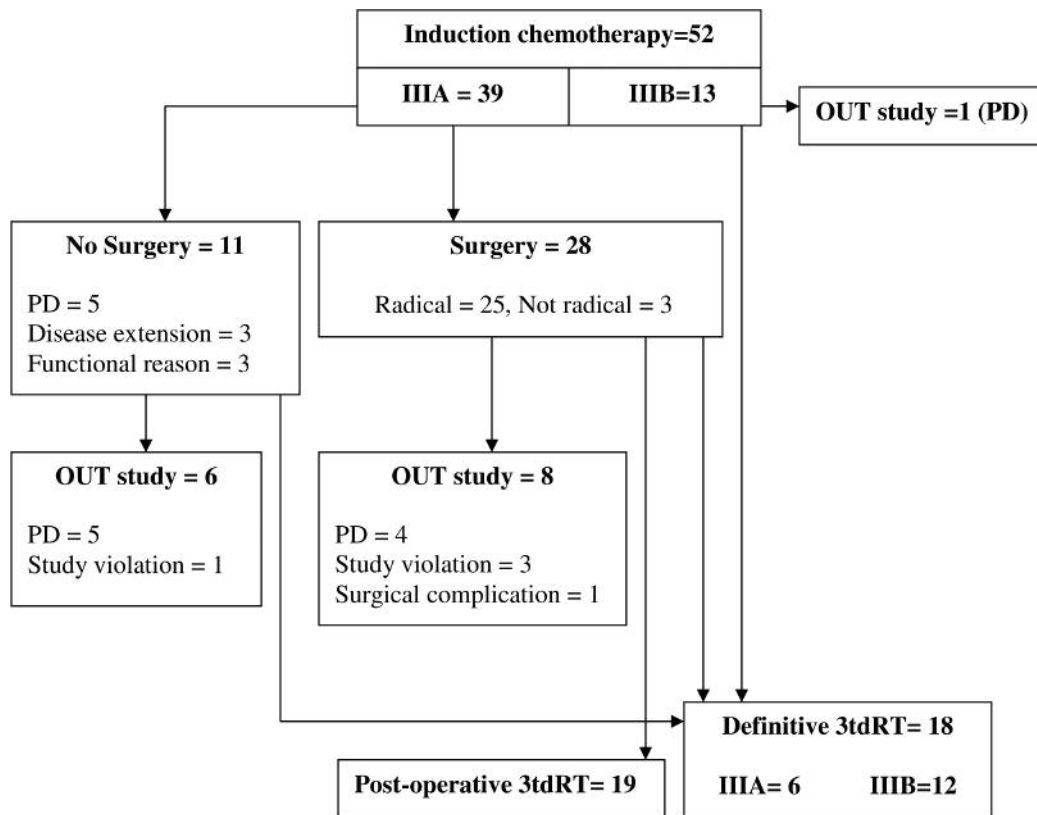 Induction chemotherapy=52
IIIA = 39
IIIB=13
OUT study =1 (PD)
No Surgery = 11
PD = 5
Disease extension = 3
Functional reason = 3
Surgery = 28
Radical = 25, Not radical = 3
OUT study = 6
PD = 5
Study violation = 1
OUT study = 8
PD = 4
Study violation = 3
Surgical complication = 1
Definitive 3tdRT= 18
IIIA= 6
IIIB=12
Post-operative 3tdRT= 19